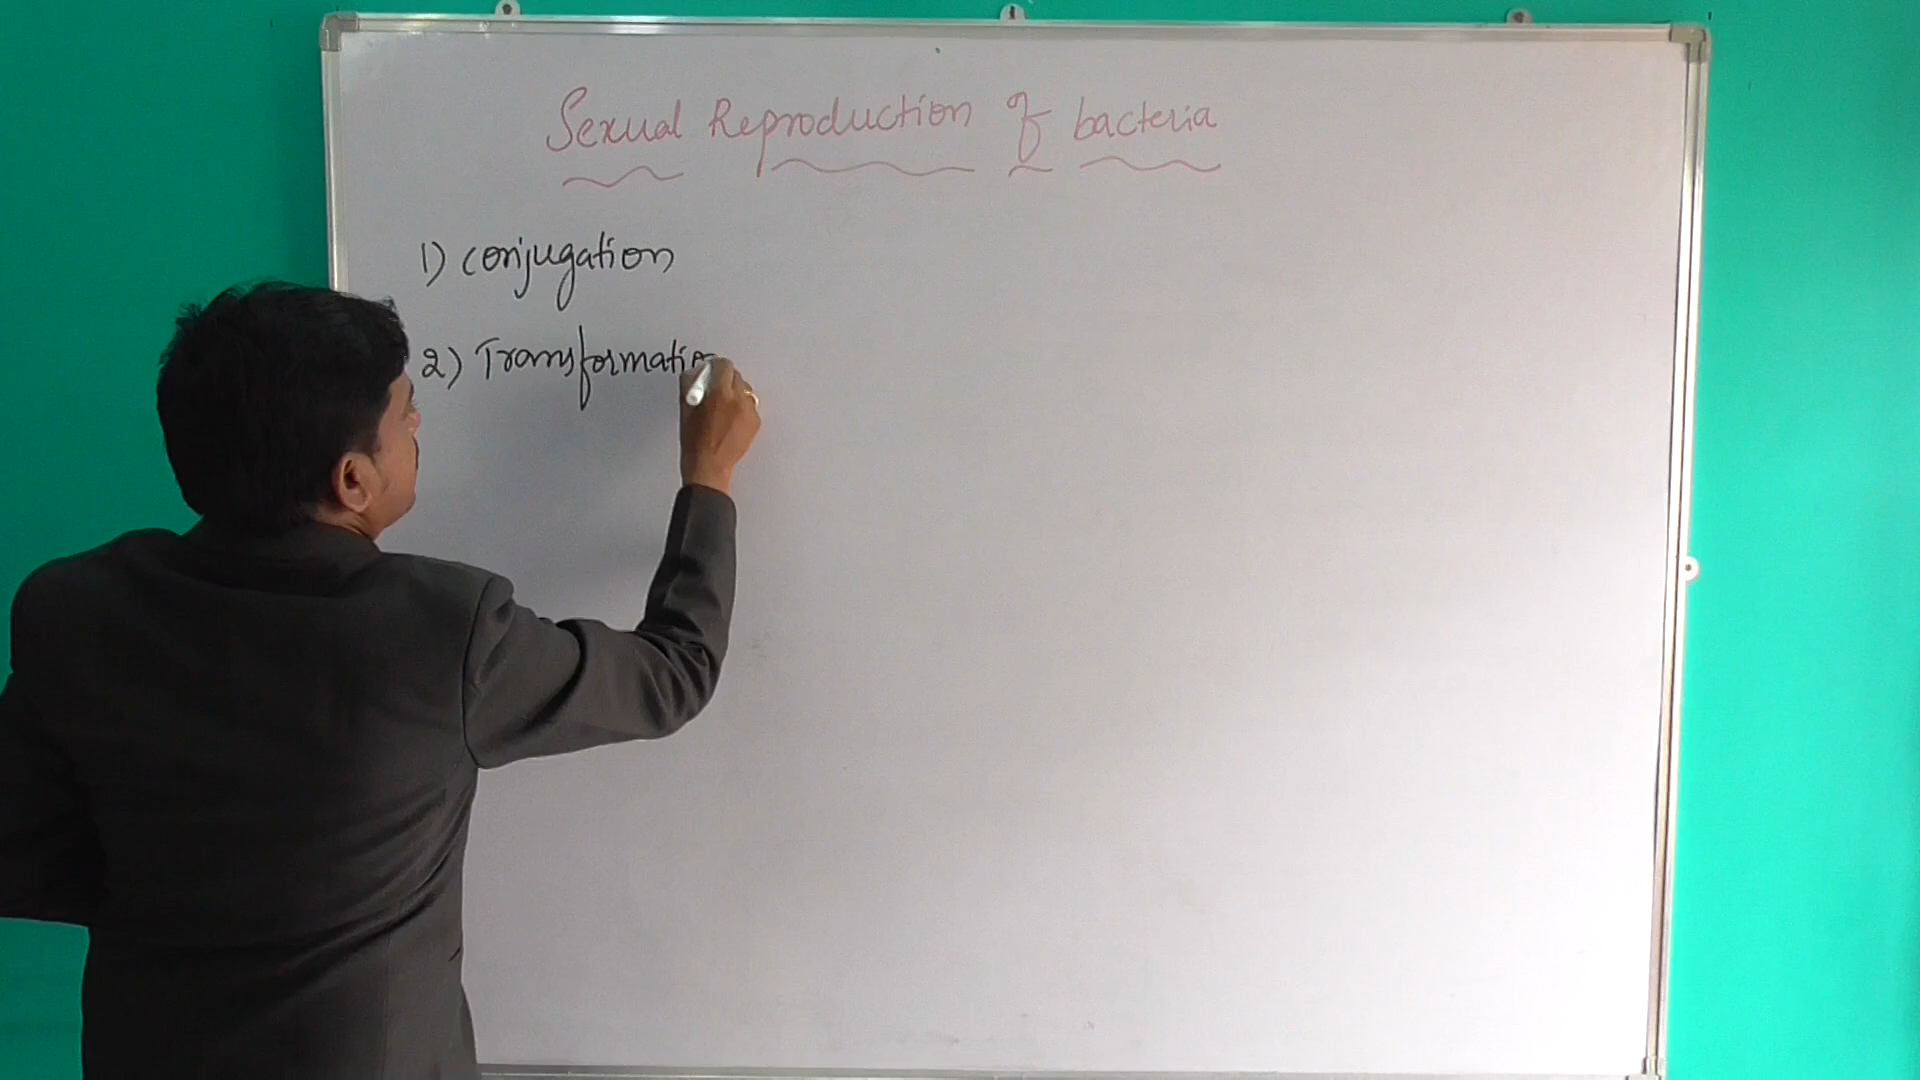 Sexual Reproduction of bacteria
1) conjugation
2) Transformatio